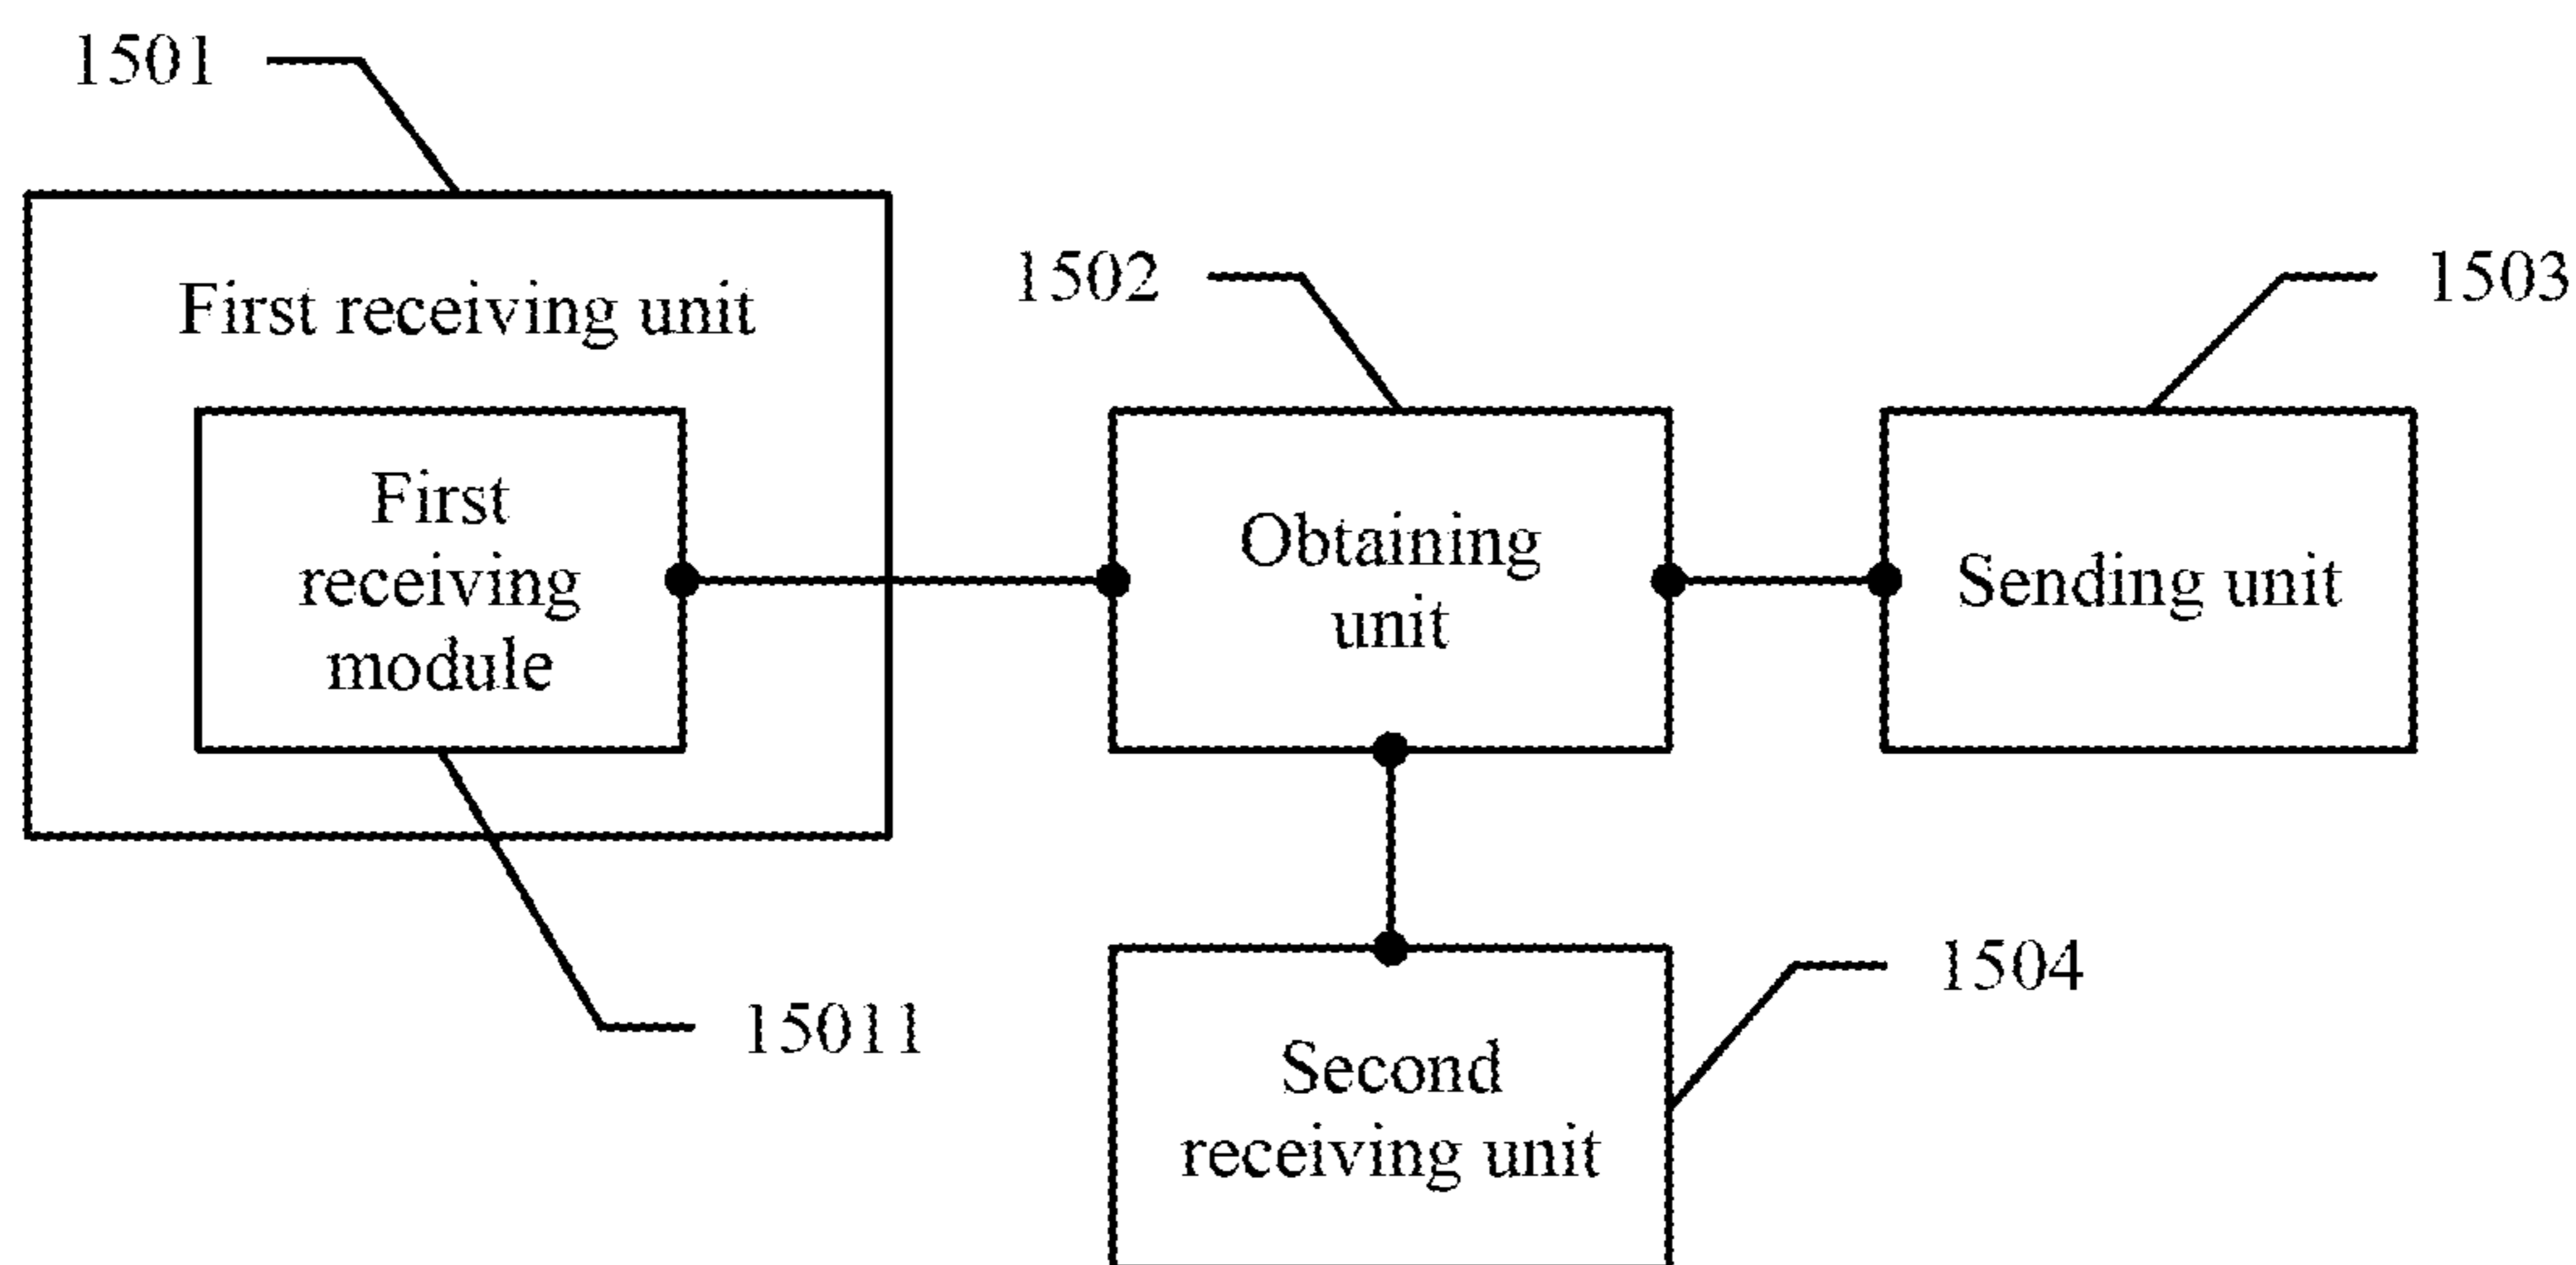 1501
First receiving unit
1502
1503
First
receiving
module
Obtaining
unit
Sending unit
15011
1504
Second
receiving unit